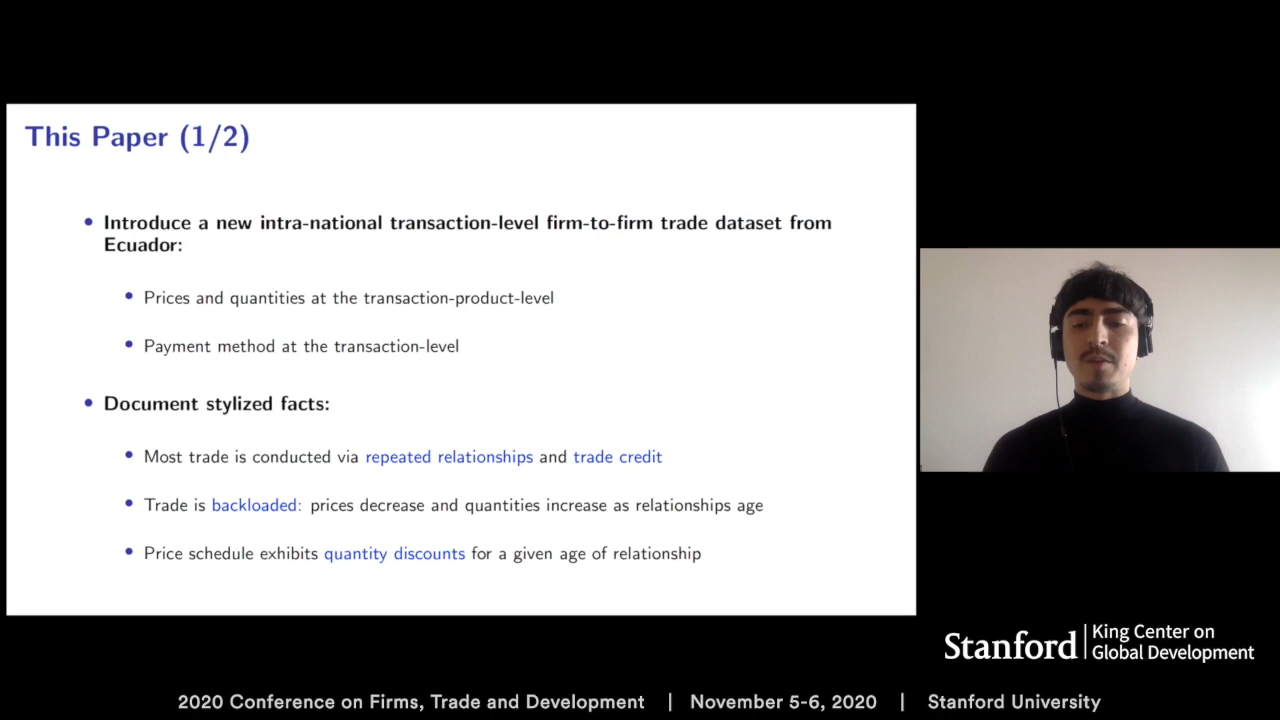 This Paper (1/2)
• Introduce a new intra-national transaction-level firm-to-firm trade dataset from
Ecuador:
• Prices and quantities at the transaction-product-level
• Payment method at the transaction-level
• Document stylized facts:
• Most trade is conducted via repeated relationships and trade credit
• Trade is backloaded: prices decrease and quantities increase as relationships age
• Price schedule exhibits quantity discounts for a given age of relationship
Stanford | King Center on
Global Development
2020 Conference on Firms, Trade and Development | November 5-6, 2020 | Stanford University